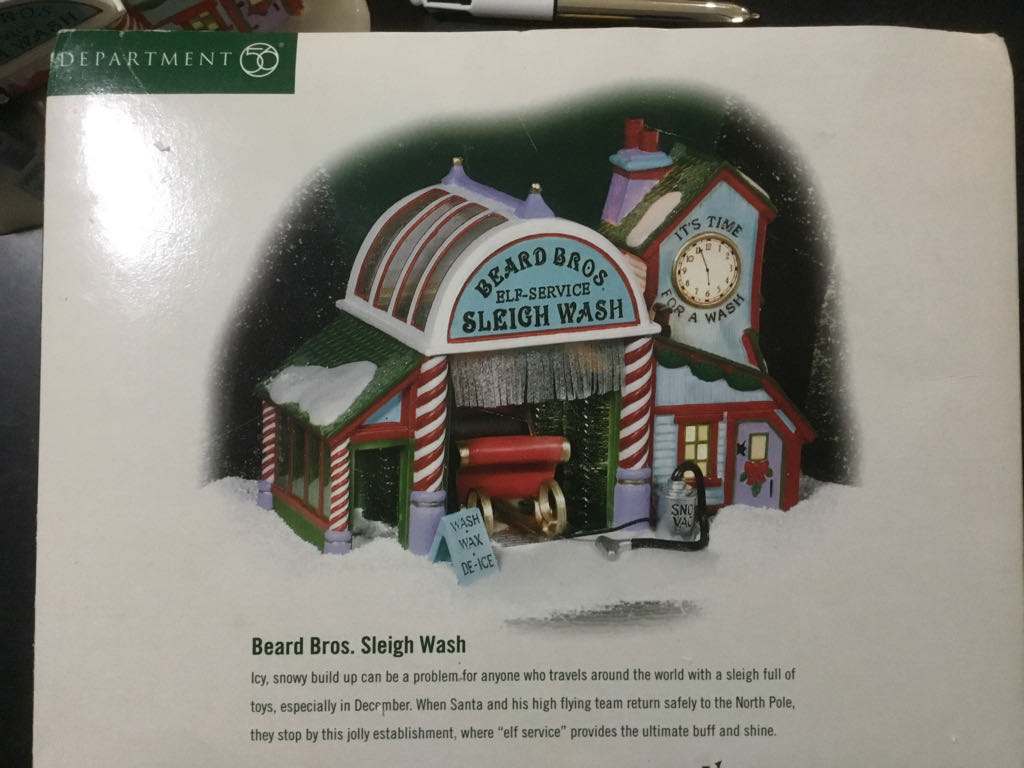 DEPARTMENT 56®
BEARD BROS.
ELF-SERVICE
SLEIGH WASH
IT'S TIME
FOR A WASH
WASH
WAX
DE-ICE
SNO
VAC
Beard Bros. Sleigh Wash
Icy, snowy build up can be a problem for anyone who travels around the world with a sleigh full of
toys, especially in December. When Santa and his high flying team return safely to the North Pole,
they stop by this jolly establishment, where “elf service” provides the ultimate buff and shine.